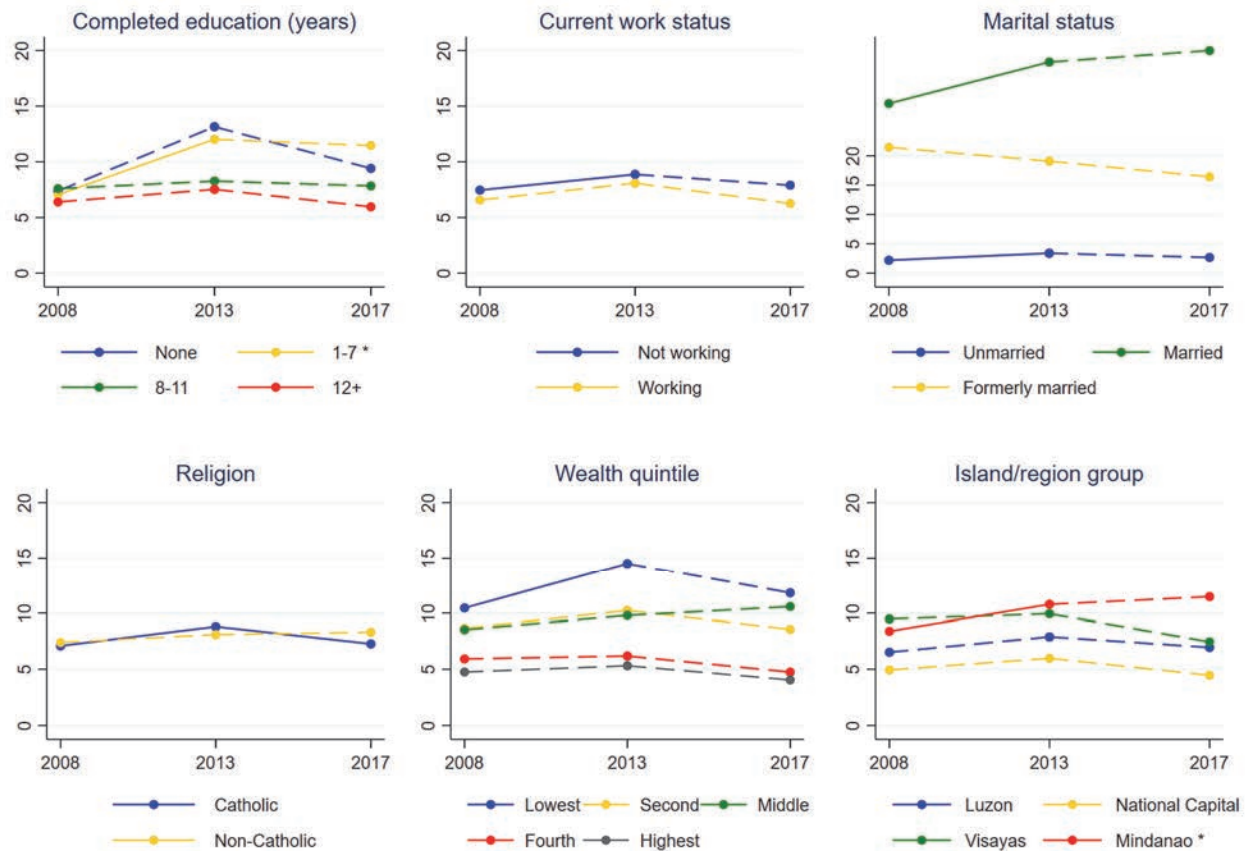 Completed education (years)
20
15
10
5
0
2008 2013 2017
None 1-7 *
8-11 12+
Current work status
20
15
10
5
0
2008 2013 2017
Not working
Working
Marital status
20
15
10
5
0
2008 2013 2017
Unmarried Married
Formerly married
Religion
20
15
10
5
0
2008 2013 2017
Catholic
Non-Catholic
Wealth quintile
20
15
10
5
0
2008 2013 2017
Lowest Second Middle
Fourth Highest
Island/region group
20
15
10
5
0
2008 2013 2017
Luzon National Capital
Visayas Mindanao *